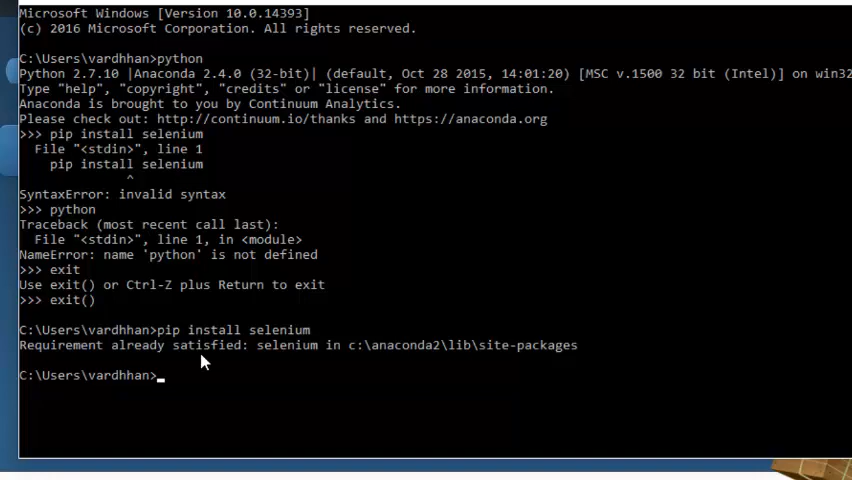 Microsoft Windows [Version 10.0.14393]
(c) 2016 Microsoft Corporation. All rights reserved.
C:\Users\vardhhan>python
Python 2.7.10 |Anaconda 2.4.0 (32-bit)| (default, Oct 28 2015, 14:01:20) [MSC v.1500 32 bit (Intel)] on win32
Type "help", "copyright", "credits" or "license" for more information.
Anaconda is brought to you by Continuum Analytics.
Please check out: http://continuum.io/thanks and https://anaconda.org
>>> pip install selenium
  File "<stdin>", line 1
    pip install selenium
              ^
SyntaxError: invalid syntax
>>> python
Traceback (most recent call last):
  File "<stdin>", line 1, in <module>
NameError: name 'python' is not defined
>>> exit
Use exit() or Ctrl-Z plus Return to exit
>>> exit()
C:\Users\vardhhan>pip install selenium
Requirement already satisfied: selenium in c:\anaconda2\lib\site-packages
C:\Users\vardhhan>